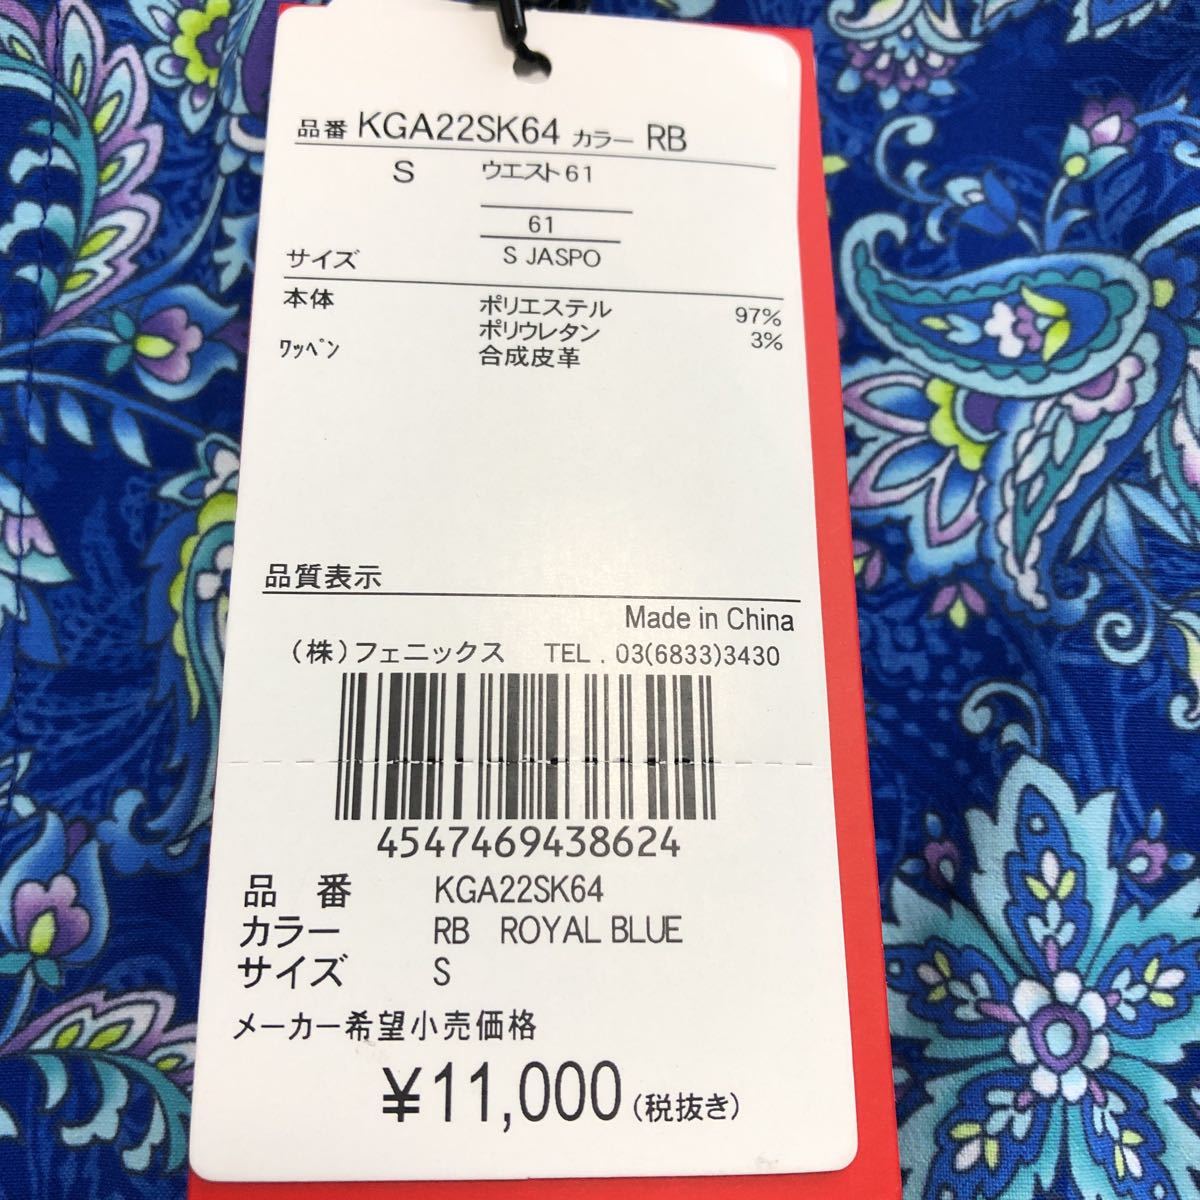 品番 KGA22SK64 カラー RB
S ウエスト61
61
サイズ S JASPO
本体 ポリエステル 97%
ポリウレタン 3%
ﾜｯﾍﾟﾝ 合成皮革
品質表示
Made in China
(株)フェニックス TEL . 03(6833)3430
4547469438624
品 番 KGA22SK64
カラー RB ROYAL BLUE
サイズ S
メーカー希望小売価格
¥11,000(税抜き)